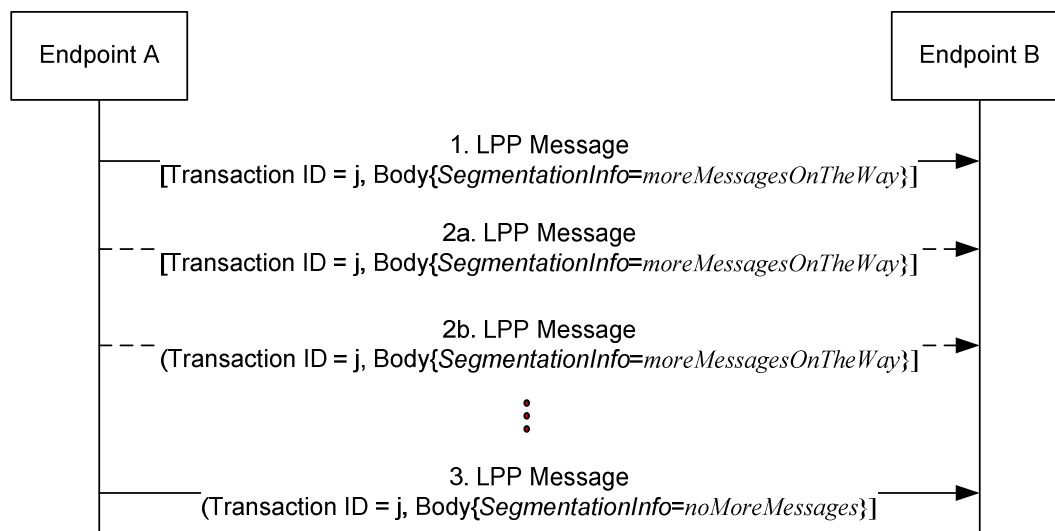 Endpoint A
Endpoint B
1. LPP Message
[Transaction ID = j, Body{SegmentationInfo=moreMessagesOnTheWay}]
2a. LPP Message
[Transaction ID = j, Body{SegmentationInfo=moreMessagesOnTheWay}]
2b. LPP Message
(Transaction ID = j, Body{SegmentationInfo=moreMessagesOnTheWay}]
3. LPP Message
(Transaction ID = j, Body{SegmentationInfo=noMoreMessages}]